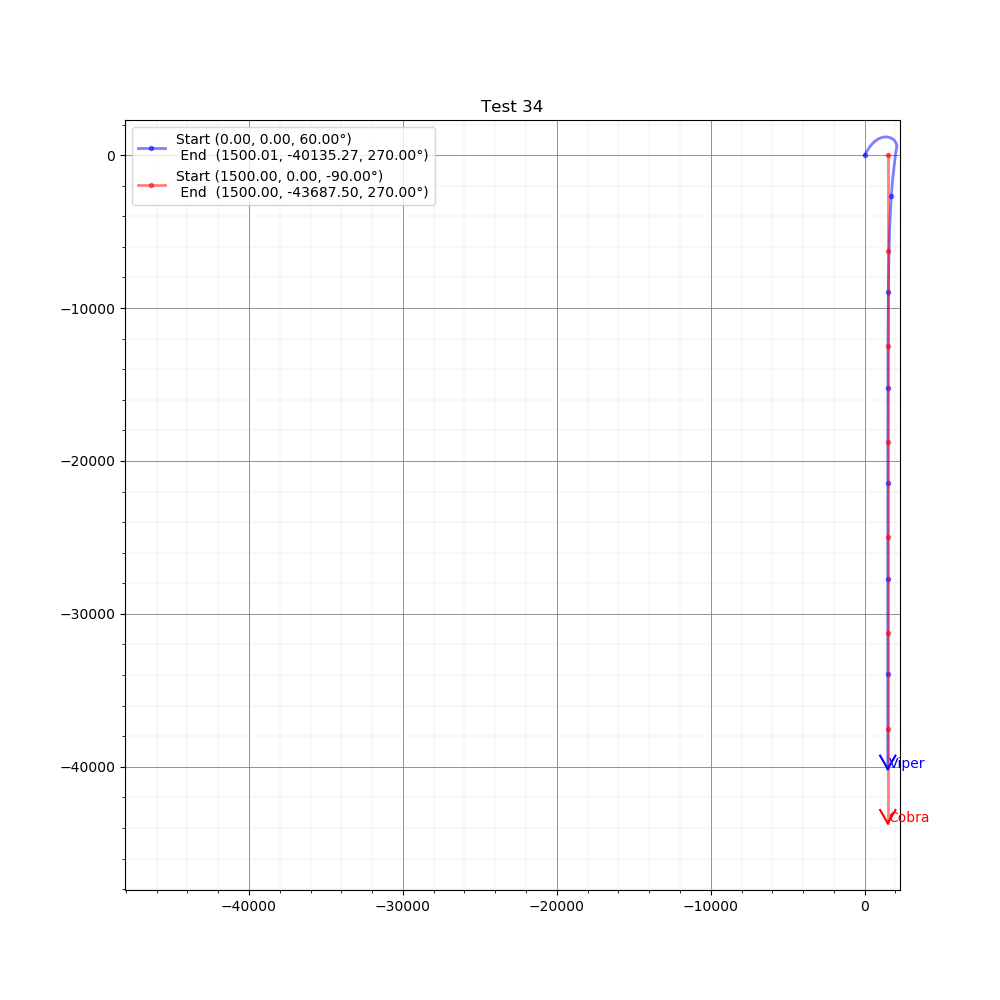 Test 34
Start (0.00, 0.00, 60.00°)
End (1500.01, -40135.27, 270.00°)
Start (1500.00, 0.00, -90.00°)
End (1500.00, -43687.50, 270.00°)
0
−10000
−20000
−30000
−40000
Viper
Cobra
−40000
−30000
−20000
−10000
0